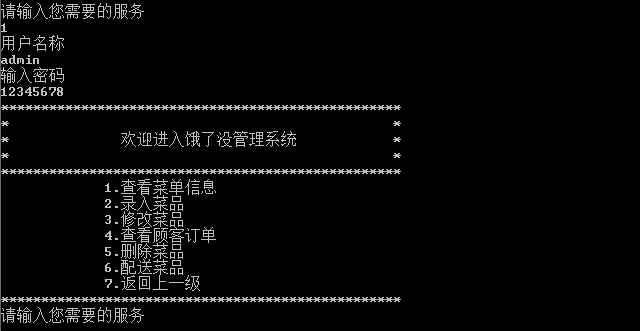 请输入您需要的服务
1
用户名称
admin
输入密码
12345678
**************************************************
*                                                *
*             欢迎进入饿了没管理系统            *
*                                                *
**************************************************
1.查看菜单信息
2.录入菜品
3.修改菜品
4.查看顾客订单
5.删除菜品
6.配送菜品
7.返回上一级
**************************************************
请输入您需要的服务